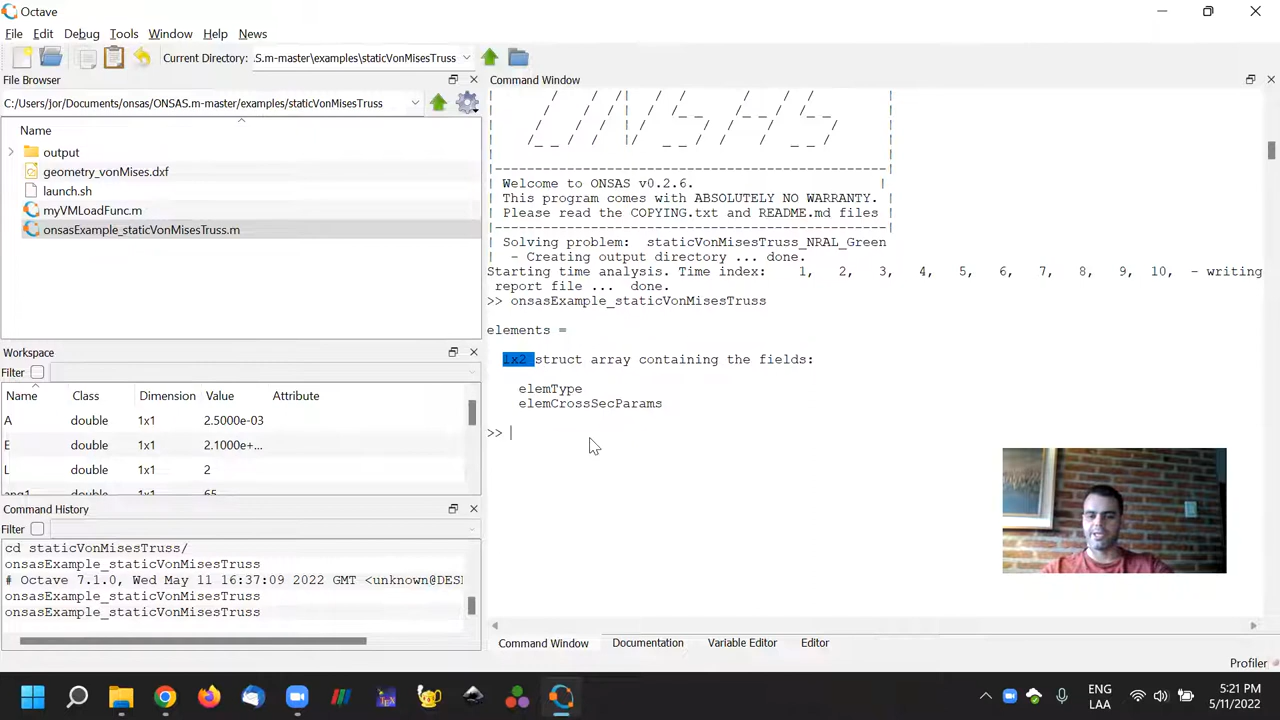 Octave
File Edit Debug Tools Window Help News
Current Directory: .S.m-master\examples\staticVonMisesTruss
File Browser
C:/Users/Jor/Documents/onsas/ONSAS.m-master/examples/staticVonMisesTruss
Name
output
geometry_vonMises.dxf
launch.sh
myVMLoadFunc.m
onsasExample_staticVonMisesTruss.m
Workspace
Filter
Name Class Dimension Value Attribute
A double 1x1 2.5000e-03
E double 1x1 2.1000e+...
L double 1x1 2
ang1 double 1x1 65
Command History
Filter
cd staticVonMisesTruss/
onsasExample_staticVonMisesTruss
# Octave 7.1.0, Wed May 11 16:37:09 2022 GMT <unknown@DESI
onsasExample_staticVonMisesTruss
onsasExample_staticVonMisesTruss
Command Window
|-------------------------------------------------|
| Welcome to ONSAS v0.2.6. |
| This program comes with ABSOLUTELY NO WARRANTY. |
| Please read the COPYING.txt and README.md files |
|-------------------------------------------------|
| Solving problem: staticVonMisesTruss_NRAL_Green
| - Creating output directory ... done.
Starting time analysis. Time index: 1, 2, 3, 4, 5, 6, 7, 8, 9, 10, - writing
report file ... done.
>> onsasExample_staticVonMisesTruss
elements =
1x2 struct array containing the fields:
elemType
elemCrossSecParams
>>
Command Window Documentation Variable Editor Editor
Profiler
ENG
LAA
5:21 PM
5/11/2022